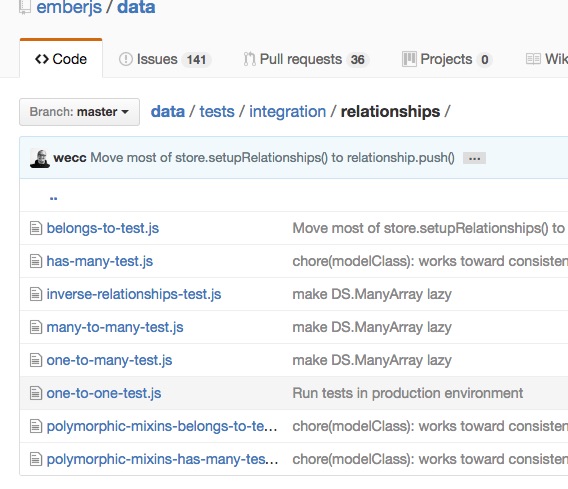 emberjs / data
Code Issues 141 Pull requests 36 Projects 0 Wik
Branch: master data / tests / integration / relationships /
wecc Move most of store.setupRelationships() to relationship.push() ...
..
belongs-to-test.js Move most of store.setupRelationships() to
has-many-test.js chore(modelClass): works toward consisten
inverse-relationships-test.js make DS.ManyArray lazy
many-to-many-test.js make DS.ManyArray lazy
one-to-many-test.js make DS.ManyArray lazy
one-to-one-test.js Run tests in production environment
polymorphic-mixins-belongs-to-te... chore(modelClass): works toward consisten
polymorphic-mixins-has-many-tes... chore(modelClass): works toward consisten